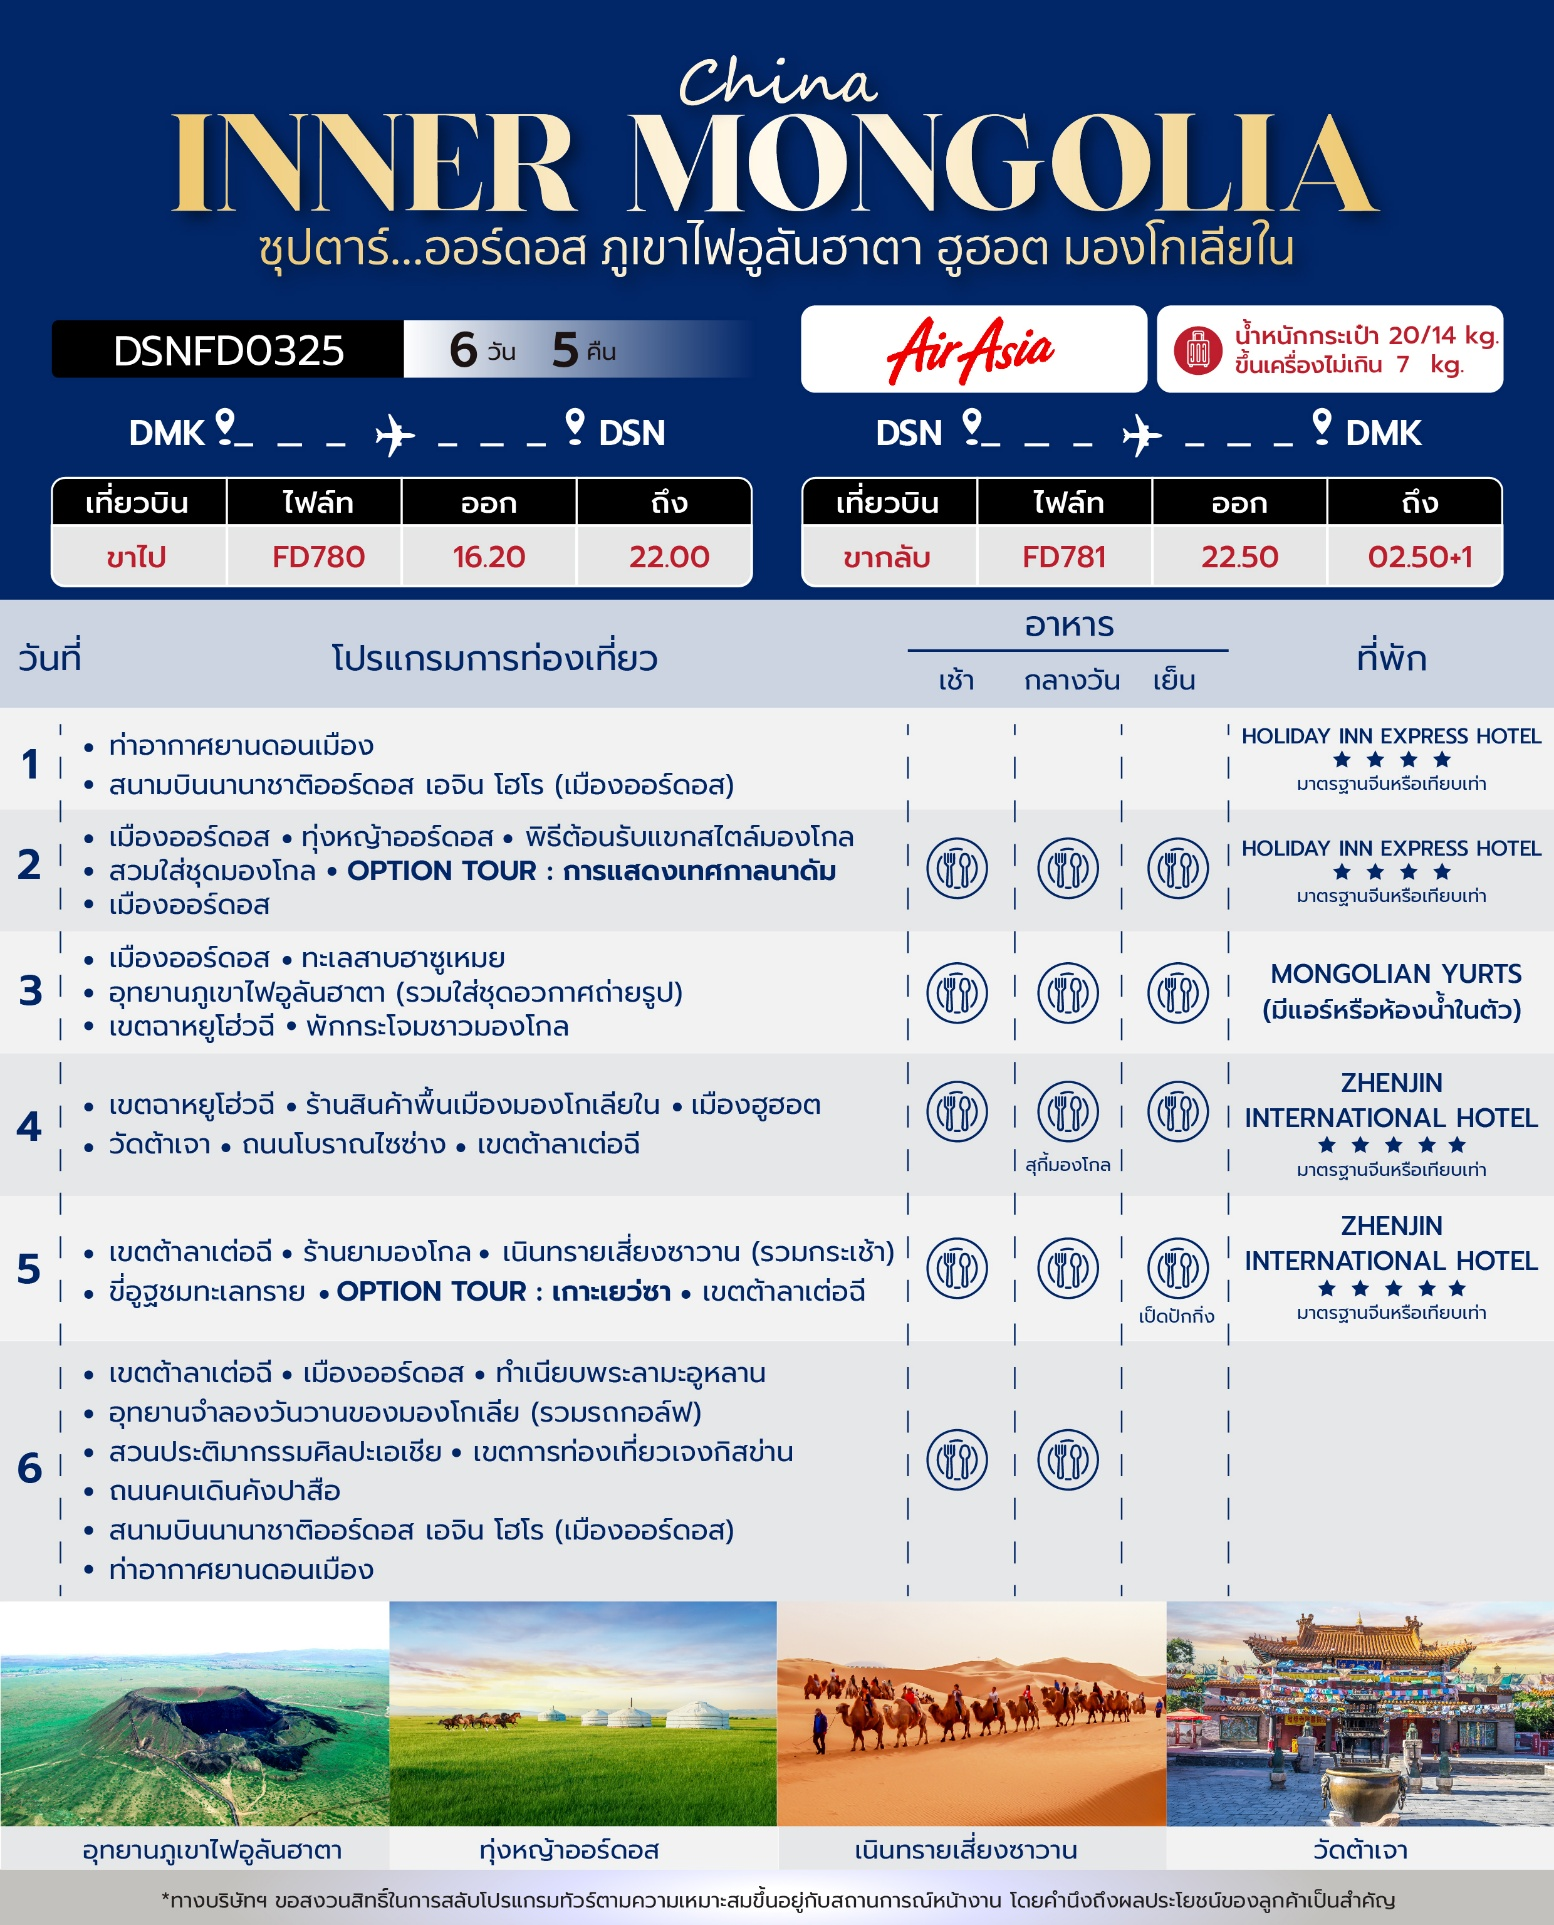 China
INNER MONGOLIA
ซุปตาร์...ออร์ดอส ภูเขาไฟอูลันฮาตา ฮูฮอต มองโกเลียใน
DSNFD0325 6 วัน 5 คืน
AirAsia
น้ำหนักกระเป๋า 20/14 kg.
ขึ้นเครื่องไม่เกิน 7 kg.
DMK DSN
เที่ยวบิน ไฟล์ท ออก ถึง
ขาไป FD780 16.20 22.00
DSN DMK
เที่ยวบิน ไฟล์ท ออก ถึง
ขากลับ FD781 22.50 02.50+1
วันที่ โปรแกรมการท่องเที่ยว อาหาร ที่พัก
เช้า กลางวัน เย็น
1
• ท่าอากาศยานดอนเมือง
• สนามบินนานาชาติออร์ดอส เอจิน โฮโร (เมืองออร์ดอส)
HOLIDAY INN EXPRESS HOTEL
★ ★ ★ ★
มาตรฐานจีนหรือเทียบเท่า
2
• เมืองออร์ดอส • ทุ่งหญ้าออร์ดอส • พิธีต้อนรับแขกสไตล์มองโกล
• สวมใส่ชุดมองโกล • OPTION TOUR : การแสดงเทศกาลนาดัม
• เมืองออร์ดอส
HOLIDAY INN EXPRESS HOTEL
★ ★ ★ ★
มาตรฐานจีนหรือเทียบเท่า
3
• เมืองออร์ดอส • ทะเลสาบฮาซูเหมย
• อุทยานภูเขาไฟอูลันฮาตา (รวมใส่ชุดอวกาศถ่ายรูป)
• เขตฉาหยูโฮ่วฉี • พักกระโจมชาวมองโกล
MONGOLIAN YURTS
(มีแอร์หรือห้องน้ำในตัว)
4
• เขตฉาหยูโฮ่วฉี • ร้านสินค้าพื้นเมืองมองโกเลียใน • เมืองฮูฮอต
• วัดต้าเจา • ถนนโบราณไซซ่าง • เขตต้าลาเต่อฉี
สุกี้มองโกล
ZHENJIN
INTERNATIONAL HOTEL
★ ★ ★ ★ ★
มาตรฐานจีนหรือเทียบเท่า
5
• เขตต้าลาเต่อฉี • ร้านยามองโกล • เนินทรายเสี่ยงซาวาน (รวมกระเช้า)
• ขี่อูฐชมทะเลทราย • OPTION TOUR : เกาะเยว่ซา • เขตต้าลาเต่อฉี
เป็ดปักกิ่ง
ZHENJIN
INTERNATIONAL HOTEL
★ ★ ★ ★ ★
มาตรฐานจีนหรือเทียบเท่า
6
• เขตต้าลาเต่อฉี • เมืองออร์ดอส • ทำเนียบพระลามะอูหลาน
• อุทยานจำลองวันวานของมองโกเลีย (รวมรถกอล์ฟ)
• สวนประติมากรรมศิลปะเอเชีย • เขตการท่องเที่ยวเจงกิสข่าน
• ถนนคนเดินคังปาสือ
• สนามบินนานาชาติออร์ดอส เอจิน โฮโร (เมืองออร์ดอส)
• ท่าอากาศยานดอนเมือง
อุทยานภูเขาไฟอูลันฮาตา ทุ่งหญ้าออร์ดอส เนินทรายเสี่ยงซาวาน วัดต้าเจา
*ทางบริษัทฯ ขอสงวนสิทธิ์ในการสลับโปรแกรมทัวร์ตามความเหมาะสมขึ้นอยู่กับสถานการณ์หน้างาน โดยคำนึงถึงผลประโยชน์ของลูกค้าเป็นสำคัญ